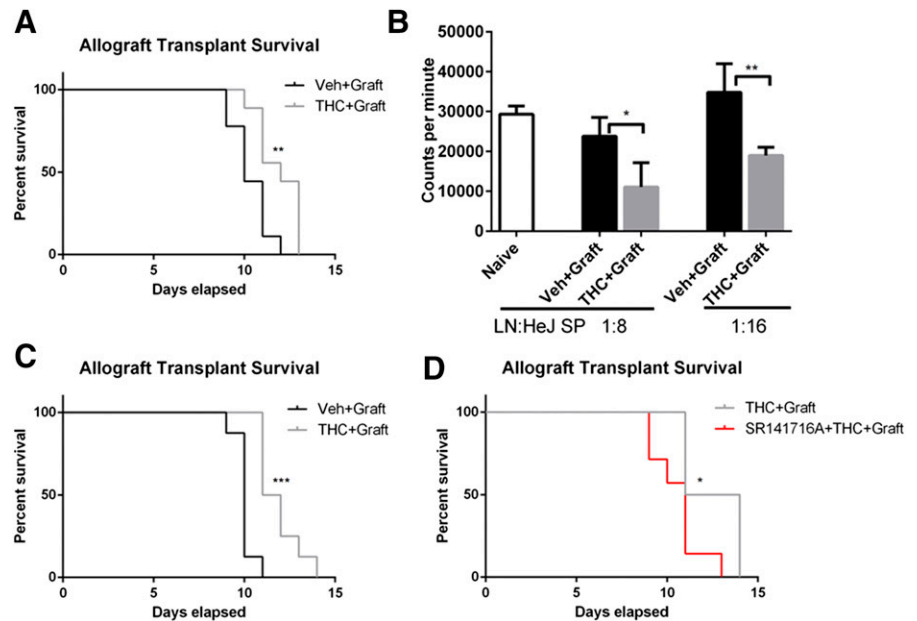 A
Allograft Transplant Survival
Percent survival
100
50
0
0 5 10 15
Days elapsed
Veh+Graft
THC+Graft
**
B
Counts per minute
50000
40000
30000
20000
10000
0
*
**
Naive
Veh+Graft
THC+Graft
Veh+Graft
THC+Graft
LN:HeJ SP 1:8 1:16
C
Allograft Transplant Survival
Percent survival
100
50
0
0 5 10 15
Days elapsed
Veh+Graft
THC+Graft
***
D
Allograft Transplant Survival
Percent survival
100
50
0
0 5 10 15
Days elapsed
THC+Graft
SR141716A+THC+Graft
*